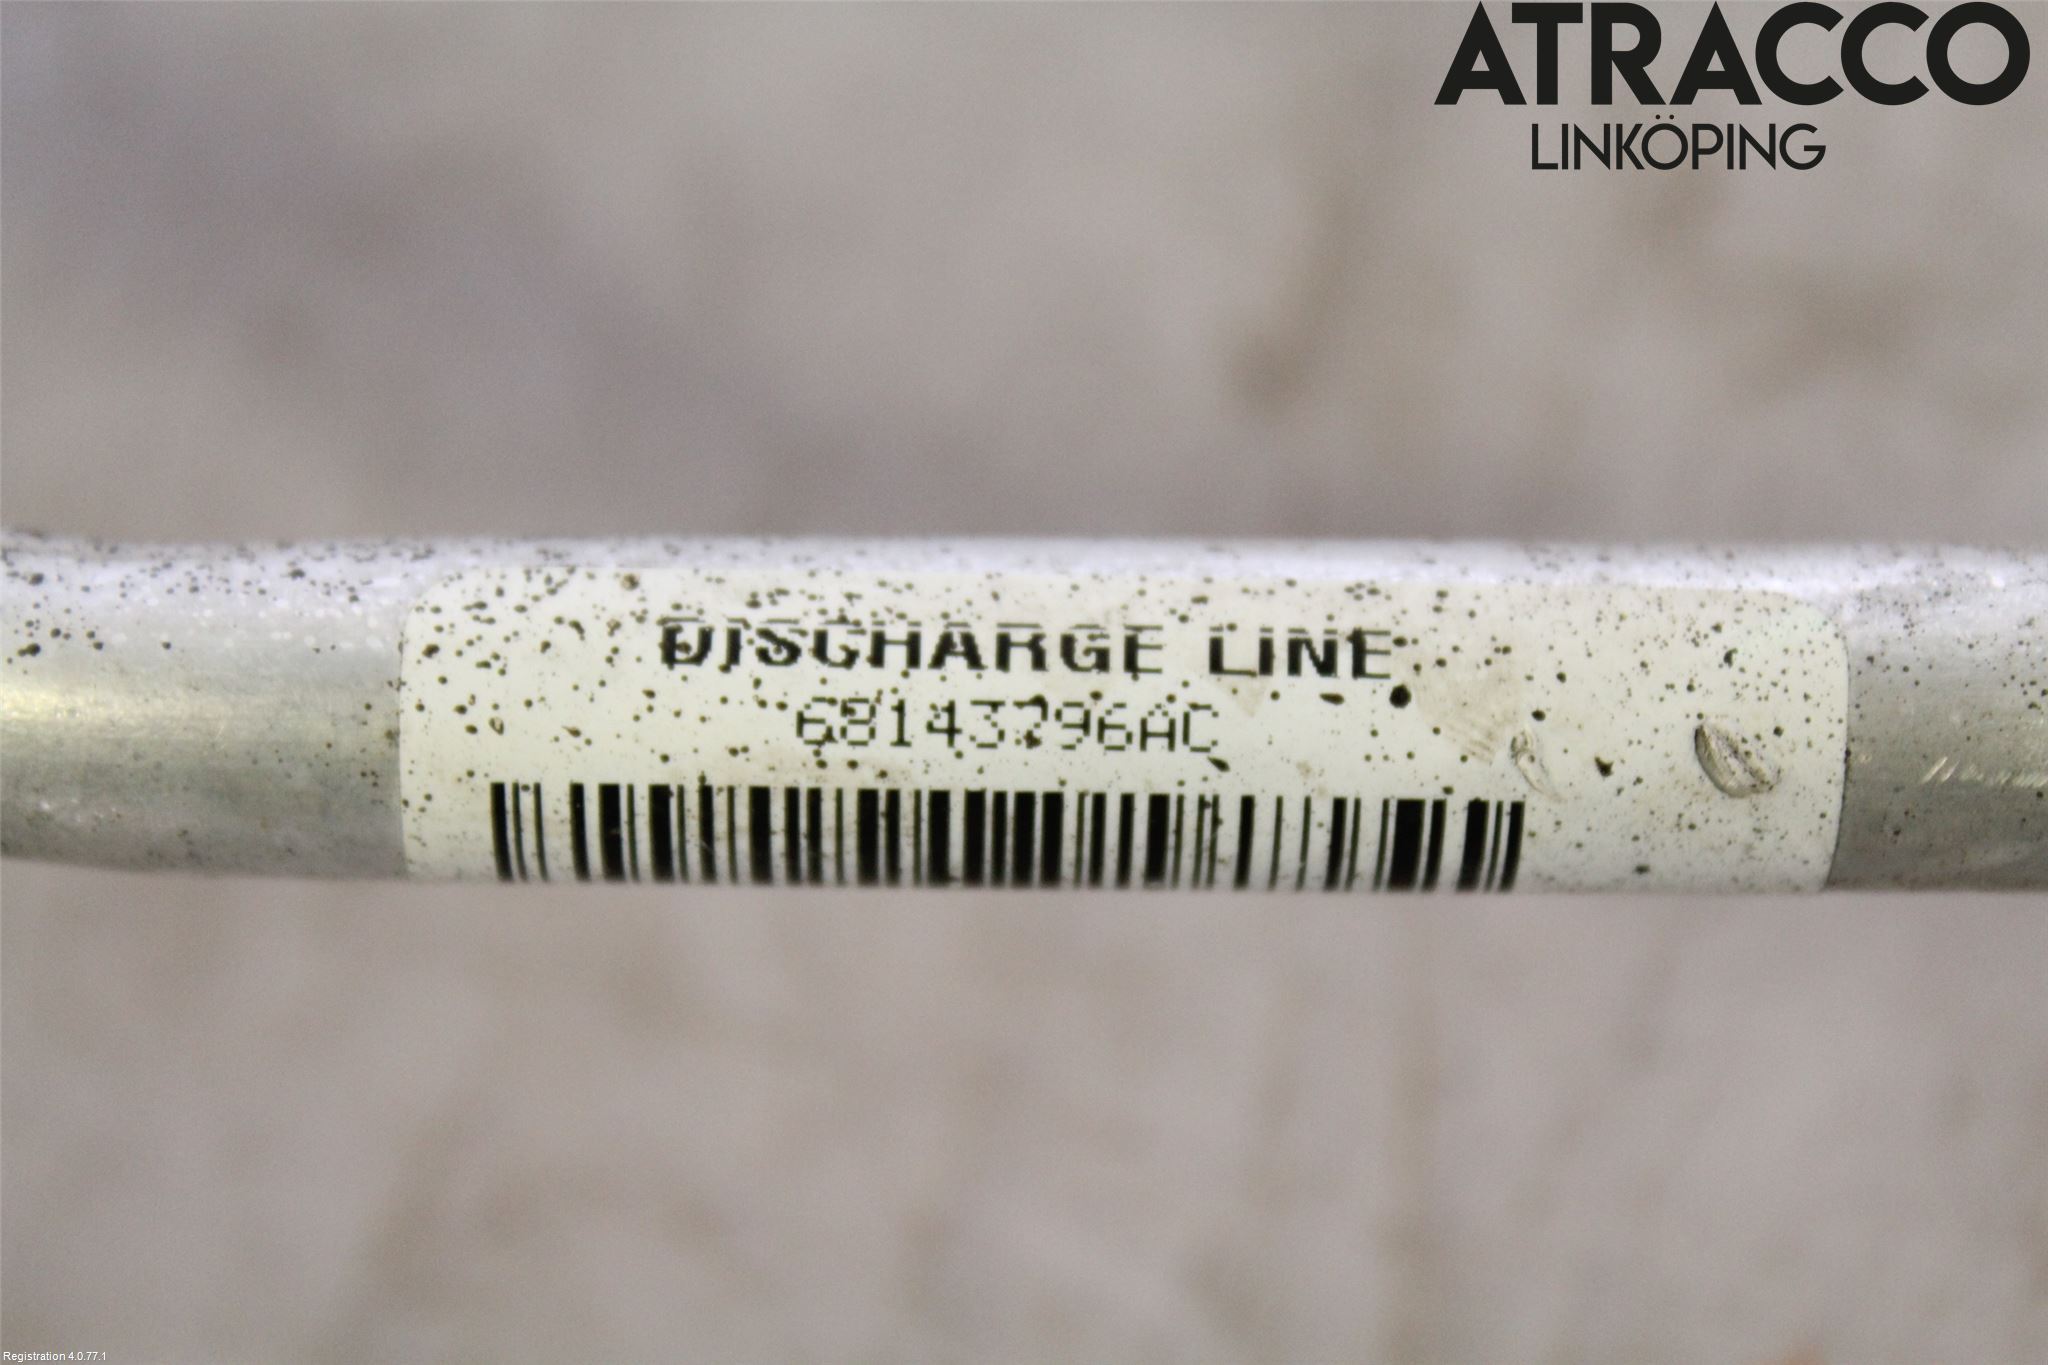 ATRACCO
LINKÖPING
DISCHARGE LINE
68143796AC
Registration 4.0.77.1